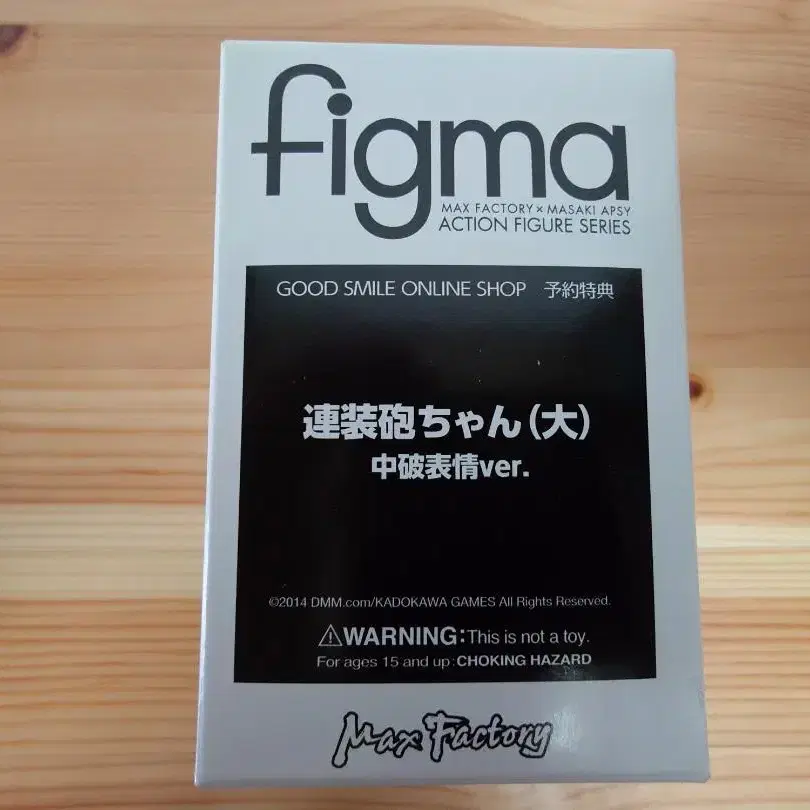 figma
MAX FACTORY × MASAKI APSY
ACTION FIGURE SERIES
GOOD SMILE ONLINE SHOP 予約特典
連装砲ちゃん(大)
中破表情ver.
©2014 DMM.com/KADOKAWA GAMES All Rights Reserved.
⚠WARNING:This is not a toy.
For ages 15 and up:CHOKING HAZARD
Max Factory